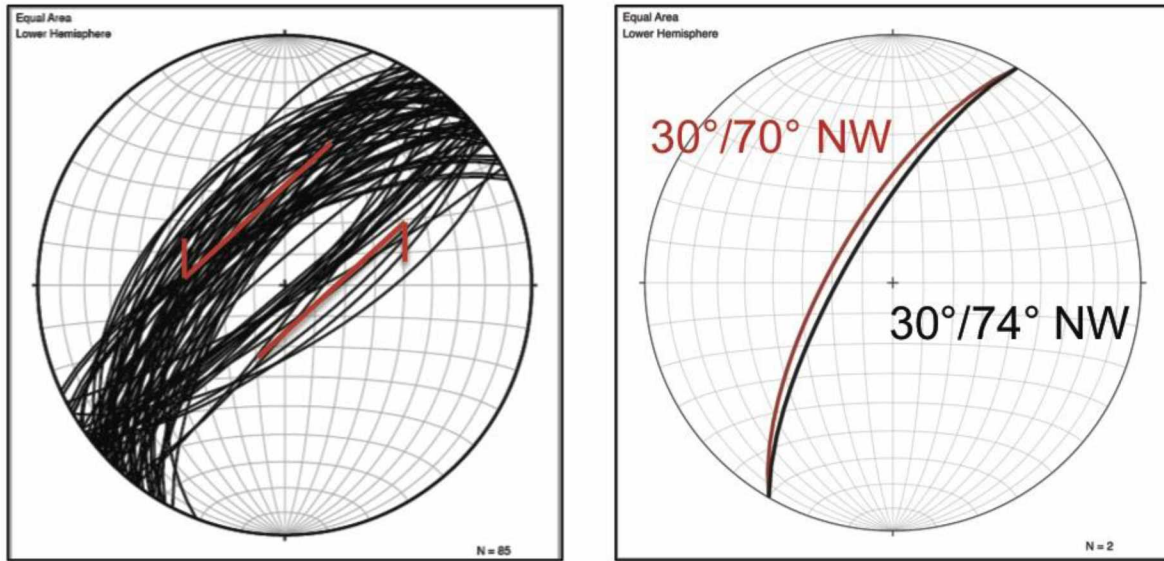 Equal Area
Lower Hemisphere
N = 85
Equal Area
Lower Hemisphere
30°/70° NW
30°/74° NW
N = 2